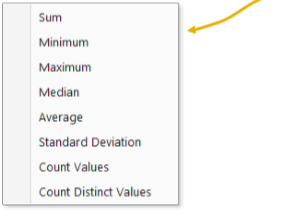 Sum
Minimum
Maximum
Median
Average
Standard Deviation
Count Values
Count Distinct Values